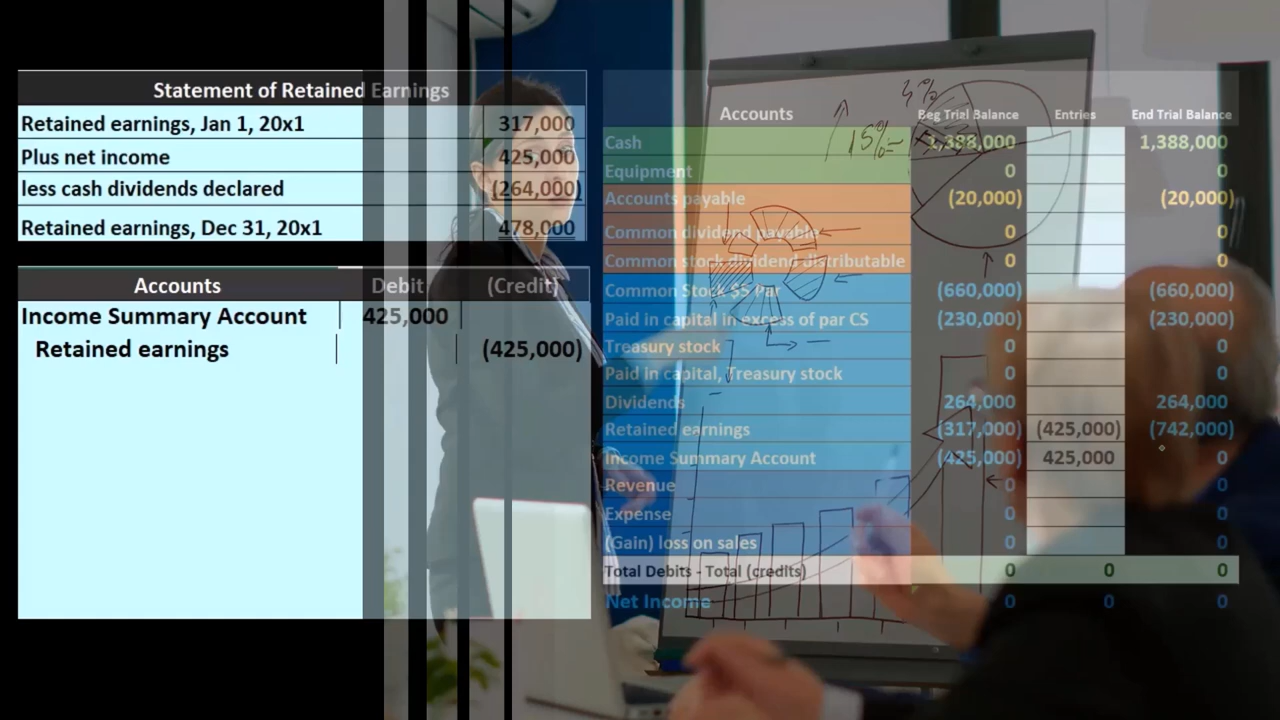 Statement of Retained Earnings
Retained earnings, Jan 1, 20x1 317,000
Plus net income 425,000
less cash dividends declared (264,000)
Retained earnings, Dec 31, 20x1 478,000
Accounts Debit (Credit)
Income Summary Account 425,000
Retained earnings (425,000)
Accounts Beg Trial Balance Entries End Trial Balance
Cash 1,388,000 1,388,000
Equipment 0 0
Accounts payable (20,000) (20,000)
Common dividend payable 0 0
Common stock dividend distributable 0 0
Common Stock $5 Par (660,000) (660,000)
Paid in capital in excess of par CS (230,000) (230,000)
Treasury stock 0 0
Paid in capital, Treasury stock 0 0
Dividends 264,000 264,000
Retained earnings (317,000) (425,000) (742,000)
Income Summary Account (425,000) 425,000 0
Revenue 0 0
Expense 0 0
(Gain) loss on sales 0 0
Total Debits - Total (credits) 0 0 0
Net Income 0 0 0
15%